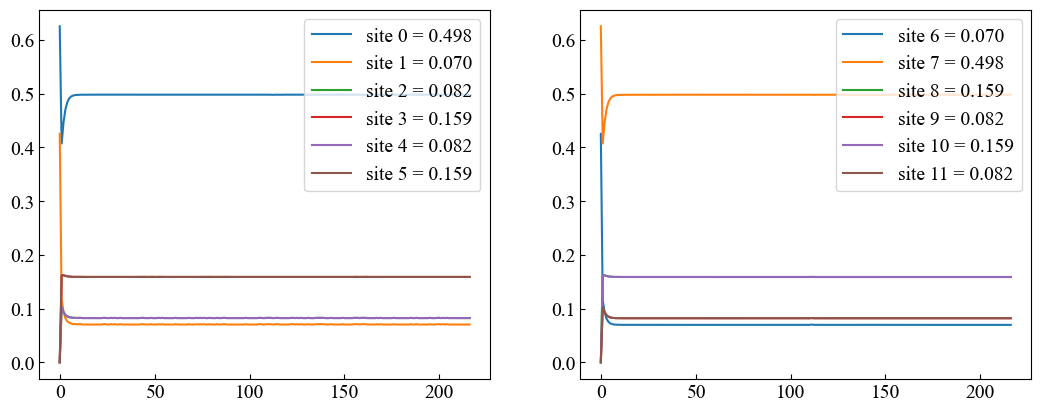 0.6
0.5
0.4
0.3
0.2
0.1
0.0
0 50 100 150 200
site 0 = 0.498
site 1 = 0.070
site 2 = 0.082
site 3 = 0.159
site 4 = 0.082
site 5 = 0.159
0.6
0.5
0.4
0.3
0.2
0.1
0.0
0 50 100 150 200
site 6 = 0.070
site 7 = 0.498
site 8 = 0.159
site 9 = 0.082
site 10 = 0.159
site 11 = 0.082